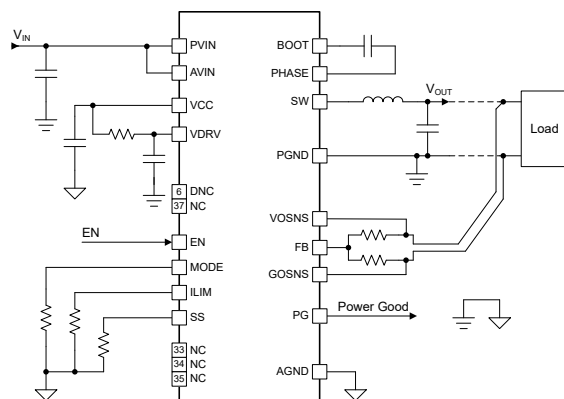 VIN
PVIN
AVIN
VCC
VDRV
6 DNC
37 NC
EN
EN
MODE
ILIM
SS
33 NC
34 NC
35 NC
BOOT
PHASE
SW
VOUT
Load
PGND
VOSNS
FB
GOSNS
PG
Power Good
AGND